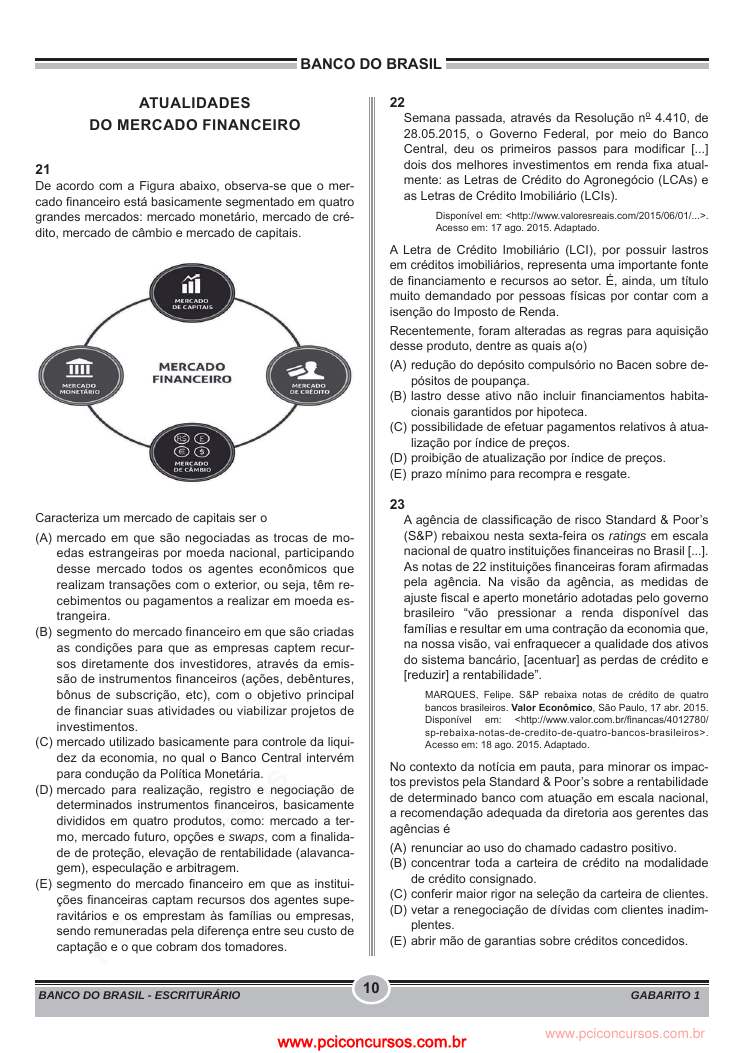 BANCO DO BRASIL
ATUALIDADES
DO MERCADO FINANCEIRO
21
De acordo com a Figura abaixo, observa-se que o mer-
cado financeiro está basicamente segmentado em quatro
grandes mercados: mercado monetário, mercado de cré-
dito, mercado de câmbio e mercado de capitais.
MERCADO
DE CAPITAIS
MERCADO
MONETÁRIO
MERCADO
FINANCEIRO
MERCADO
DE CRÉDITO
R$ £
€ $
MERCADO
DE CÂMBIO
Caracteriza um mercado de capitais ser o
(A) mercado em que são negociadas as trocas de mo-
edas estrangeiras por moeda nacional, participando
desse mercado todos os agentes econômicos que
realizam transações com o exterior, ou seja, têm re-
cebimentos ou pagamentos a realizar em moeda es-
trangeira.
(B) segmento do mercado financeiro em que são criadas
as condições para que as empresas captem recur-
sos diretamente dos investidores, através da emis-
são de instrumentos financeiros (ações, debêntures,
bônus de subscrição, etc), com o objetivo principal
de financiar suas atividades ou viabilizar projetos de
investimentos.
(C) mercado utilizado basicamente para controle da liqui-
dez da economia, no qual o Banco Central intervém
para condução da Política Monetária.
(D) mercado para realização, registro e negociação de
determinados instrumentos financeiros, basicamente
divididos em quatro produtos, como: mercado a ter-
mo, mercado futuro, opções e swaps, com a finalida-
de de proteção, elevação de rentabilidade (alavanca-
gem), especulação e arbitragem.
(E) segmento do mercado financeiro em que as institui-
ções financeiras captam recursos dos agentes supe-
ravitários e os emprestam às famílias ou empresas,
sendo remuneradas pela diferença entre seu custo de
captação e o que cobram dos tomadores.
22
Semana passada, através da Resolução nº 4.410, de
28.05.2015, o Governo Federal, por meio do Banco
Central, deu os primeiros passos para modificar [...]
dois dos melhores investimentos em renda fixa atual-
mente: as Letras de Crédito do Agronegócio (LCAs) e
as Letras de Crédito Imobiliário (LCIs).
Disponível em: <http://www.valoresreais.com/2015/06/01/...>.
Acesso em: 17 ago. 2015. Adaptado.
A Letra de Crédito Imobiliário (LCI), por possuir lastros
em créditos imobiliários, representa uma importante fonte
de financiamento e recursos ao setor. É, ainda, um título
muito demandado por pessoas físicas por contar com a
isenção do Imposto de Renda.
Recentemente, foram alteradas as regras para aquisição
desse produto, dentre as quais a(o)
(A) redução do depósito compulsório no Bacen sobre de-
pósitos de poupança.
(B) lastro desse ativo não incluir financiamentos habita-
cionais garantidos por hipoteca.
(C) possibilidade de efetuar pagamentos relativos à atua-
lização por índice de preços.
(D) proibição de atualização por índice de preços.
(E) prazo mínimo para recompra e resgate.
23
A agência de classificação de risco Standard & Poor's
(S&P) rebaixou nesta sexta-feira os ratings em escala
nacional de quatro instituições financeiras no Brasil [...].
As notas de 22 instituições financeiras foram afirmadas
pela agência. Na visão da agência, as medidas de
ajuste fiscal e aperto monetário adotadas pelo governo
brasileiro “vão pressionar a renda disponível das
famílias e resultar em uma contração da economia que,
na nossa visão, vai enfraquecer a qualidade dos ativos
do sistema bancário, [acentuar] as perdas de crédito e
[reduzir] a rentabilidade”.
MARQUES, Felipe. S&P rebaixa notas de crédito de quatro
bancos brasileiros. Valor Econômico, São Paulo, 17 abr. 2015.
Disponível em: <http://www.valor.com.br/financas/4012780/
sp-rebaixa-notas-de-credito-de-quatro-bancos-brasileiros>.
Acesso em: 18 ago. 2015. Adaptado.
No contexto da notícia em pauta, para minorar os impac-
tos previstos pela Standard & Poor's sobre a rentabilidade
de determinado banco com atuação em escala nacional,
a recomendação adequada da diretoria aos gerentes das
agências é
(A) renunciar ao uso do chamado cadastro positivo.
(B) concentrar toda a carteira de crédito na modalidade
de crédito consignado.
(C) conferir maior rigor na seleção da carteira de clientes.
(D) vetar a renegociação de dívidas com clientes inadim-
plentes.
(E) abrir mão de garantias sobre créditos concedidos.
BANCO DO BRASIL - ESCRITURÁRIO
10
GABARITO 1
www.pciconcursos.com.br
www.pciconcursos.com.br